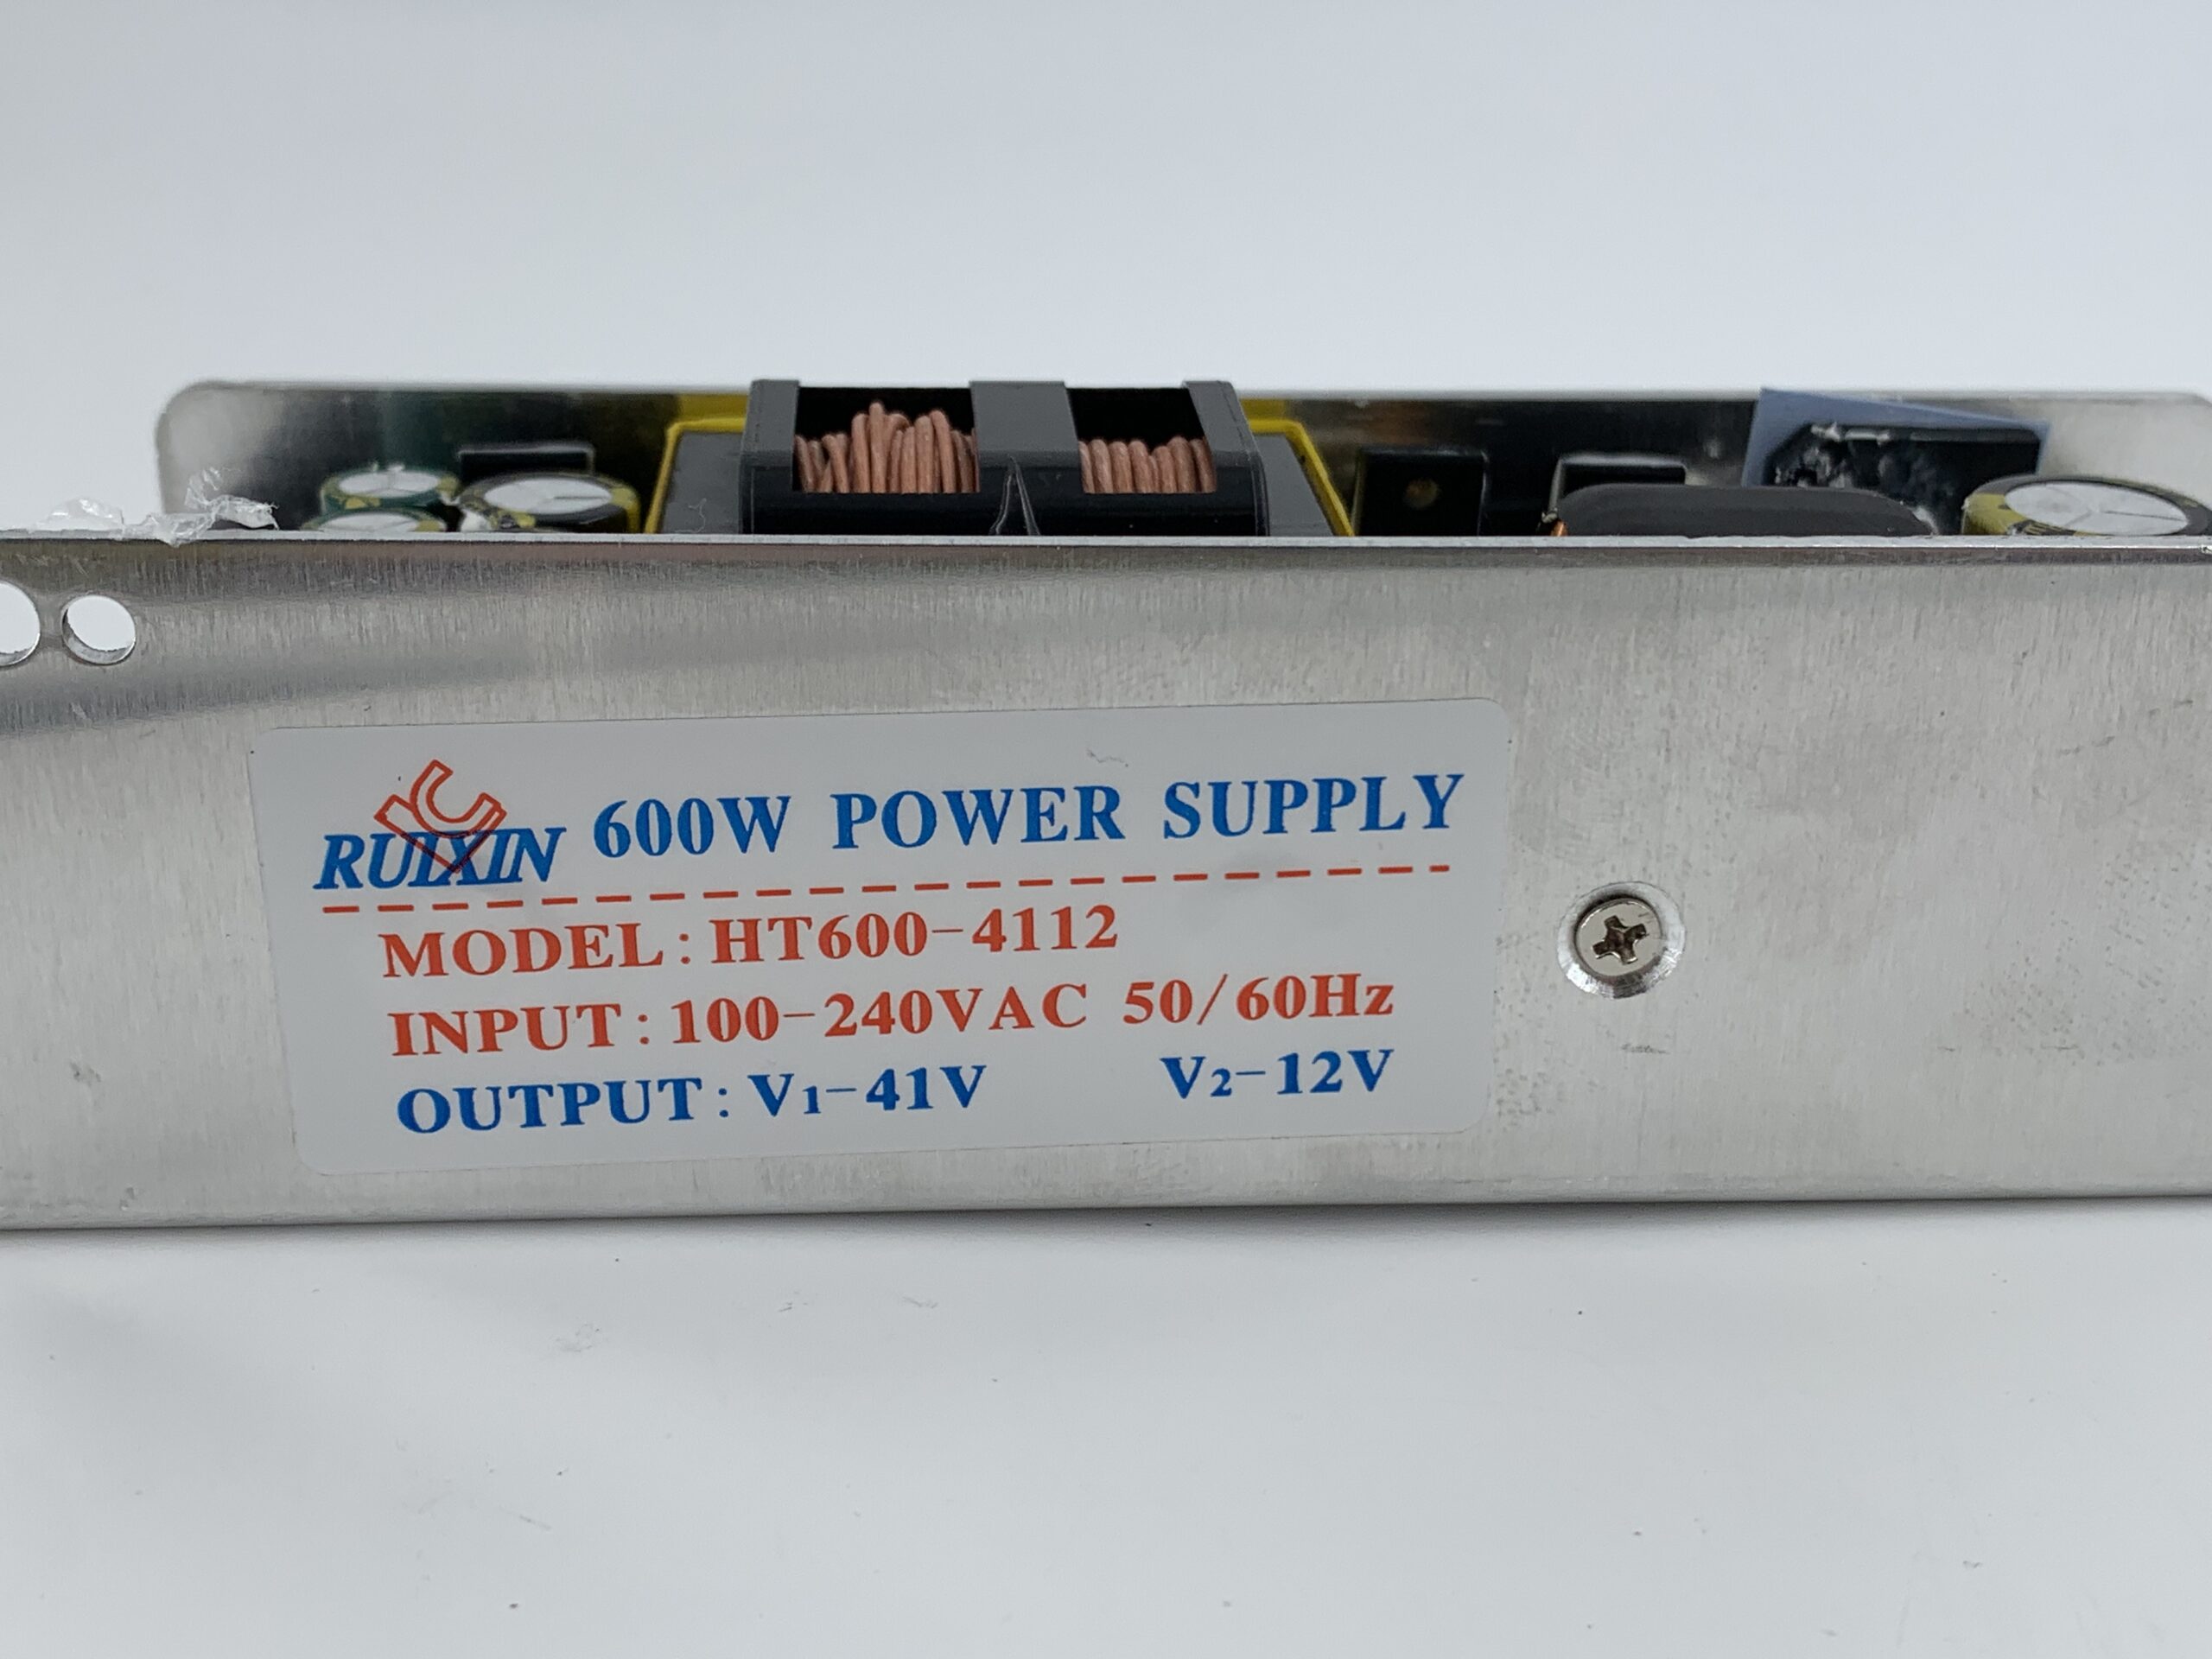 RUIXIN 600W POWER SUPPLY
MODEL: HT600-4112
INPUT: 100-240VAC 50/60Hz
OUTPUT: V1-41V V2-12V